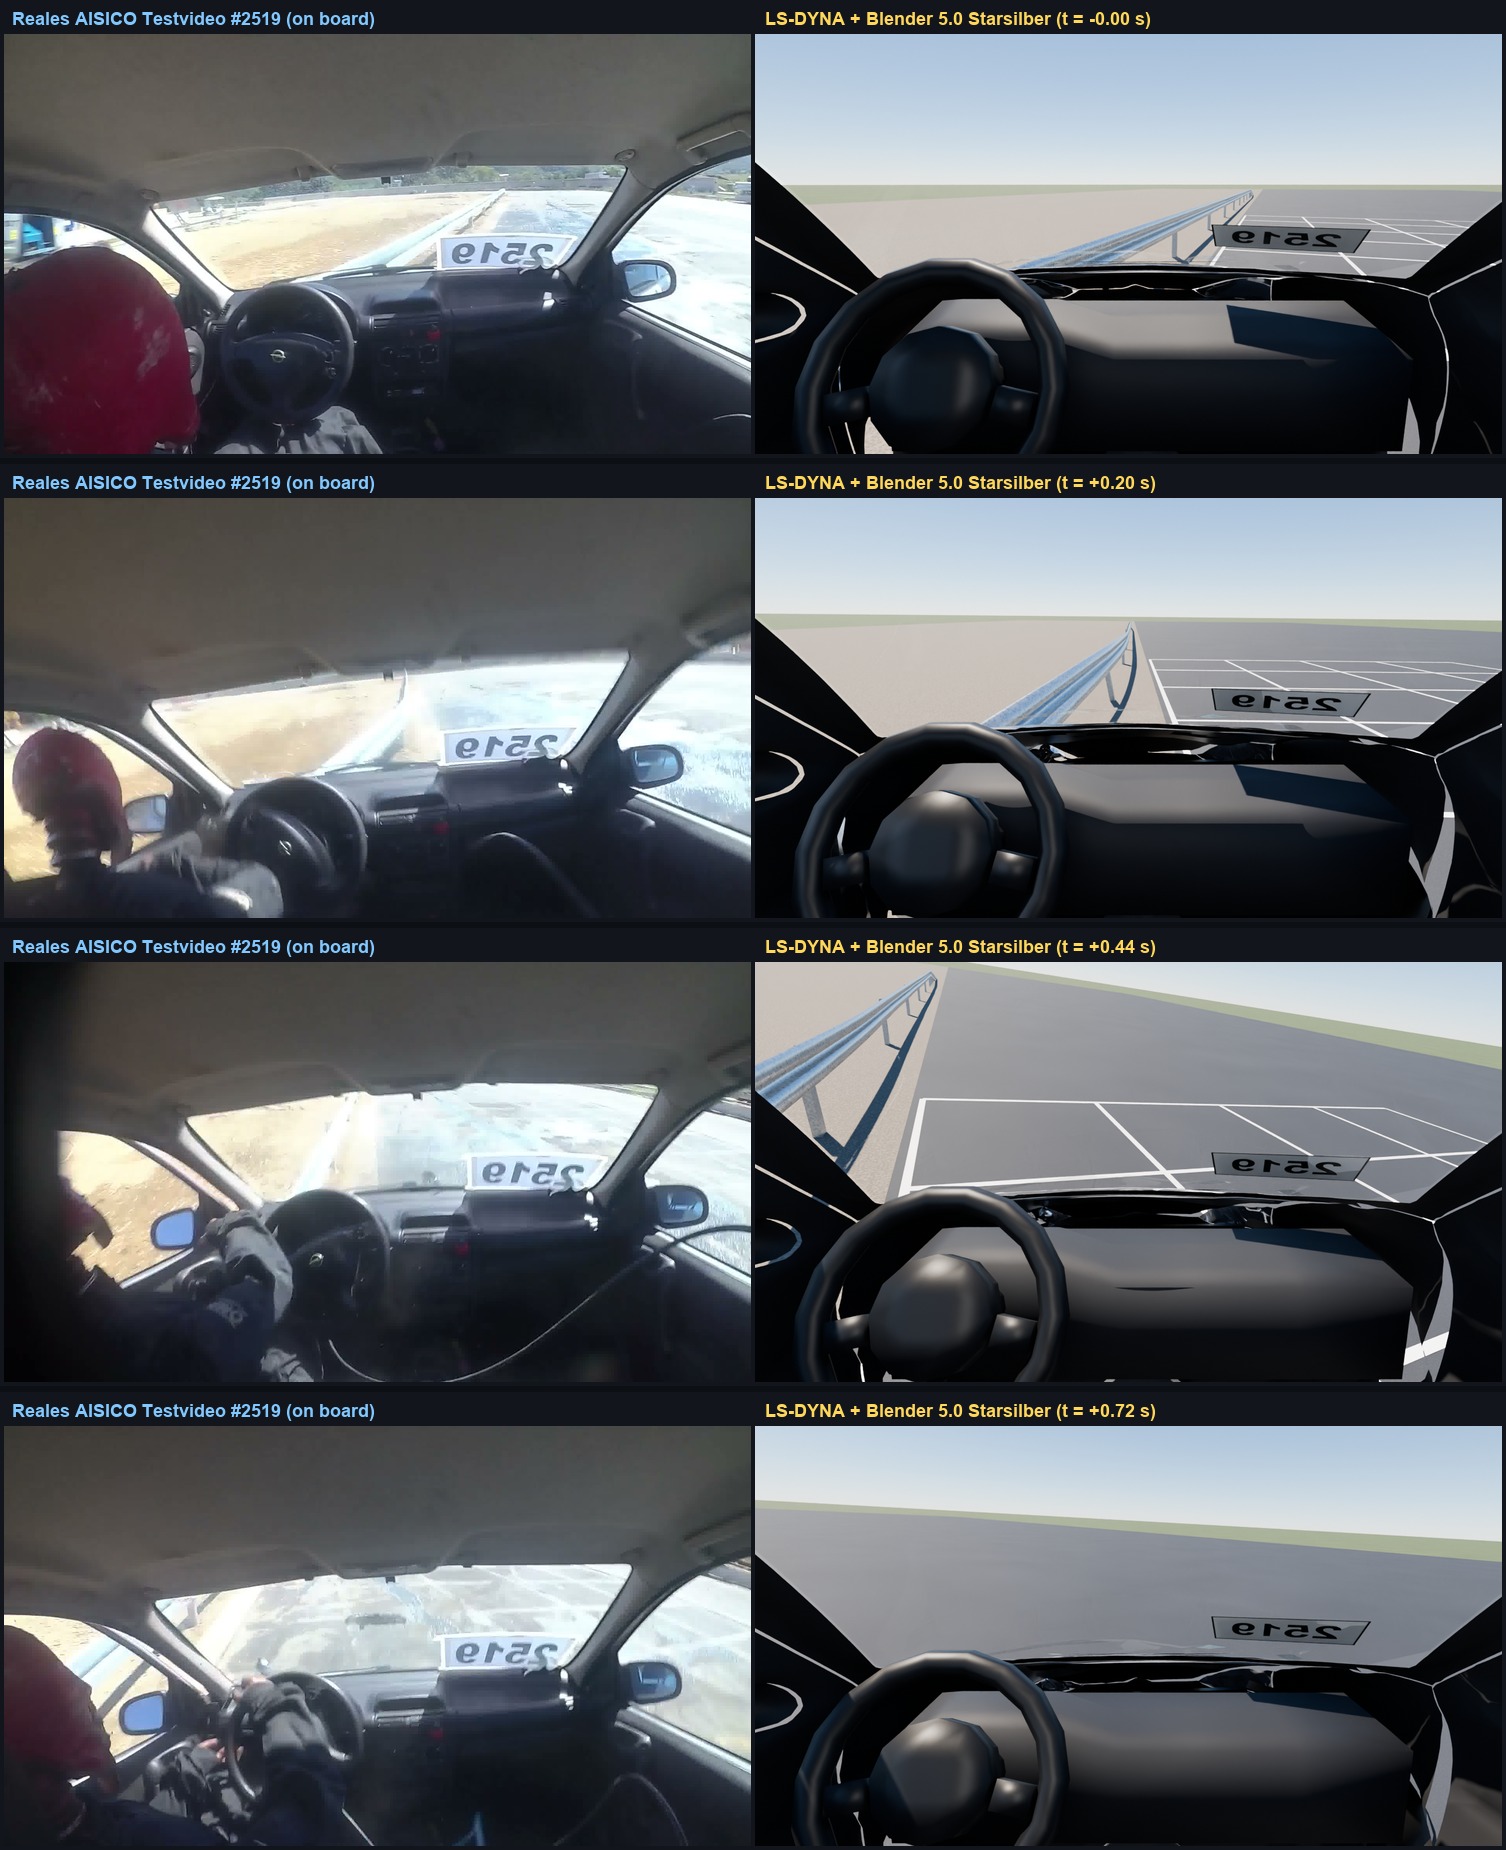 Reales AISICO Testvideo #2519 (on board)
LS-DYNA + Blender 5.0 Starsilber (t = -0.00 s)
2519
2519
Reales AISICO Testvideo #2519 (on board)
LS-DYNA + Blender 5.0 Starsilber (t = +0.20 s)
2519
2519
Reales AISICO Testvideo #2519 (on board)
LS-DYNA + Blender 5.0 Starsilber (t = +0.44 s)
2519
2519
Reales AISICO Testvideo #2519 (on board)
LS-DYNA + Blender 5.0 Starsilber (t = +0.72 s)
2519
2519